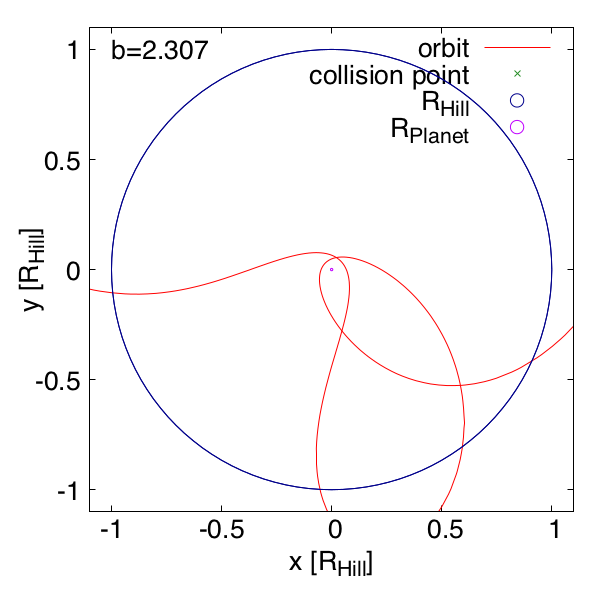 b=2.307
orbit
collision point
R_Hill
R_Planet
1
0.5
0
-0.5
-1
y [R_Hill]
-1 -0.5 0 0.5 1
x [R_Hill]